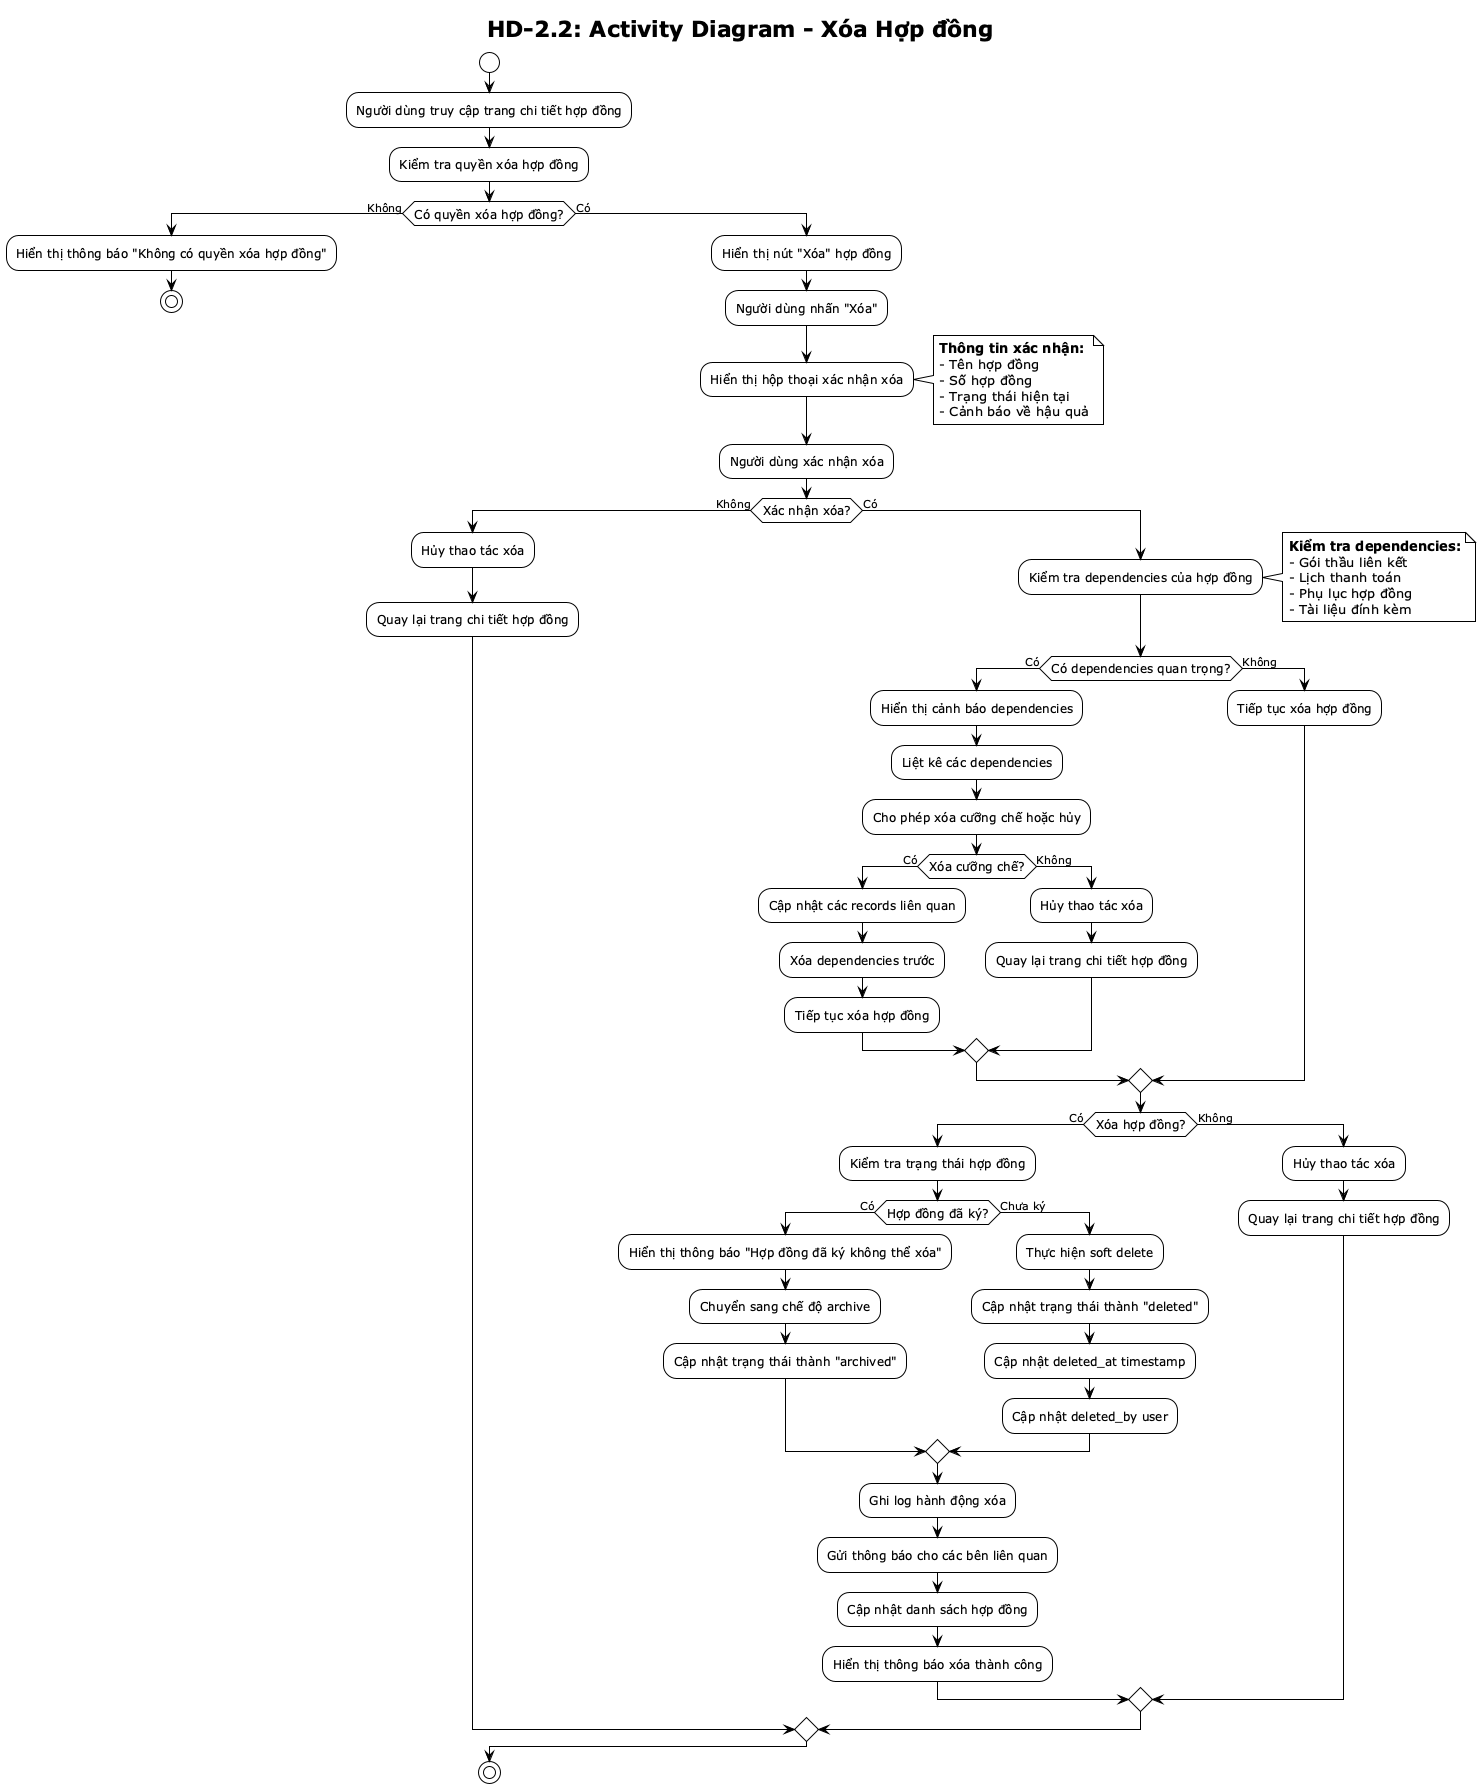 HD-2.2: Activity Diagram - Xóa Hợp đồng
Người dùng truy cập trang chi tiết hợp đồng
Kiểm tra quyền xóa hợp đồng
Không
Có quyền xóa hợp đồng?
Có
Hiển thị thông báo "Không có quyền xóa hợp đồng"
Hiển thị nút "Xóa" hợp đồng
Người dùng nhấn "Xóa"
Hiển thị hộp thoại xác nhận xóa
Thông tin xác nhận:
- Tên hợp đồng
- Số hợp đồng
- Trạng thái hiện tại
- Cảnh báo về hậu quả
Người dùng xác nhận xóa
Không
Xác nhận xóa?
Có
Hủy thao tác xóa
Quay lại trang chi tiết hợp đồng
Kiểm tra dependencies của hợp đồng
Kiểm tra dependencies:
- Gói thầu liên kết
- Lịch thanh toán
- Phụ lục hợp đồng
- Tài liệu đính kèm
Có
Có dependencies quan trọng?
Không
Hiển thị cảnh báo dependencies
Tiếp tục xóa hợp đồng
Liệt kê các dependencies
Cho phép xóa cưỡng chế hoặc hủy
Có
Xóa cưỡng chế?
Không
Cập nhật các records liên quan
Hủy thao tác xóa
Xóa dependencies trước
Quay lại trang chi tiết hợp đồng
Tiếp tục xóa hợp đồng
Có
Xóa hợp đồng?
Không
Kiểm tra trạng thái hợp đồng
Hủy thao tác xóa
Có
Hợp đồng đã ký?
Chưa ký
Quay lại trang chi tiết hợp đồng
Hiển thị thông báo "Hợp đồng đã ký không thể xóa"
Thực hiện soft delete
Chuyển sang chế độ archive
Cập nhật trạng thái thành "deleted"
Cập nhật trạng thái thành "archived"
Cập nhật deleted_at timestamp
Cập nhật deleted_by user
Ghi log hành động xóa
Gửi thông báo cho các bên liên quan
Cập nhật danh sách hợp đồng
Hiển thị thông báo xóa thành công